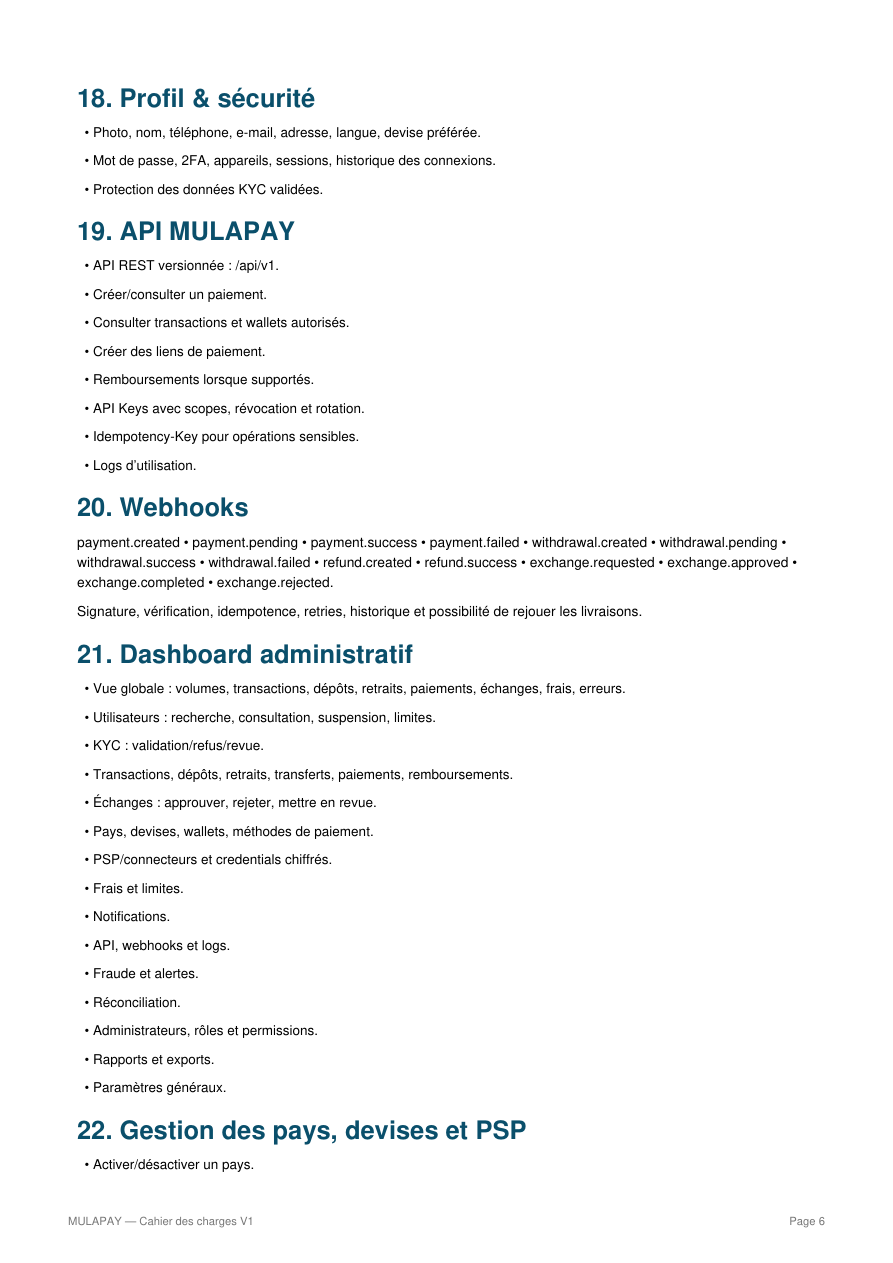 18. Profil & sécurité
• Photo, nom, téléphone, e-mail, adresse, langue, devise préférée.
• Mot de passe, 2FA, appareils, sessions, historique des connexions.
• Protection des données KYC validées.
19. API MULAPAY
• API REST versionnée : /api/v1.
• Créer/consulter un paiement.
• Consulter transactions et wallets autorisés.
• Créer des liens de paiement.
• Remboursements lorsque supportés.
• API Keys avec scopes, révocation et rotation.
• Idempotency-Key pour opérations sensibles.
• Logs d’utilisation.
20. Webhooks
payment.created • payment.pending • payment.success • payment.failed • withdrawal.created • withdrawal.pending •
withdrawal.success • withdrawal.failed • refund.created • refund.success • exchange.requested • exchange.approved •
exchange.completed • exchange.rejected.
Signature, vérification, idempotence, retries, historique et possibilité de rejouer les livraisons.
21. Dashboard administratif
• Vue globale : volumes, transactions, dépôts, retraits, paiements, échanges, frais, erreurs.
• Utilisateurs : recherche, consultation, suspension, limites.
• KYC : validation/refus/revue.
• Transactions, dépôts, retraits, transferts, paiements, remboursements.
• Échanges : approuver, rejeter, mettre en revue.
• Pays, devises, wallets, méthodes de paiement.
• PSP/connecteurs et credentials chiffrés.
• Frais et limites.
• Notifications.
• API, webhooks et logs.
• Fraude et alertes.
• Réconciliation.
• Administrateurs, rôles et permissions.
• Rapports et exports.
• Paramètres généraux.
22. Gestion des pays, devises et PSP
• Activer/désactiver un pays.
MULAPAY — Cahier des charges V1
Page 6